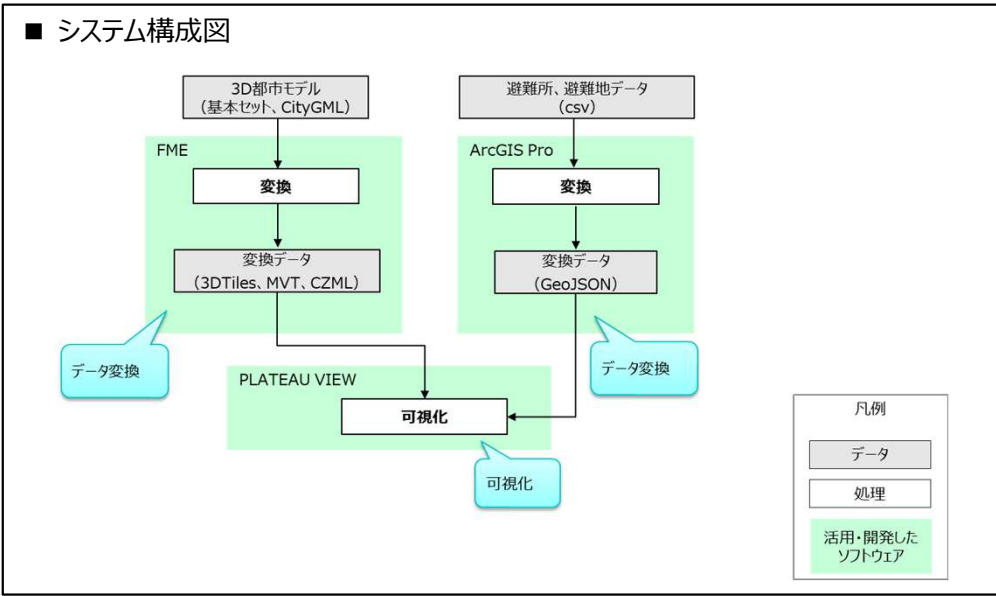 ■ システム構成図
3D都市モデル
（基本セット、CityGML）
避難所、避難地データ
（csv）
FME
変換
変換データ
（3DTiles、MVT、CZML）
データ変換
ArcGIS Pro
変換
変換データ
（GeoJSON）
データ変換
PLATEAU VIEW
可視化
可視化
凡例
データ
処理
活用・開発した
ソフトウェア